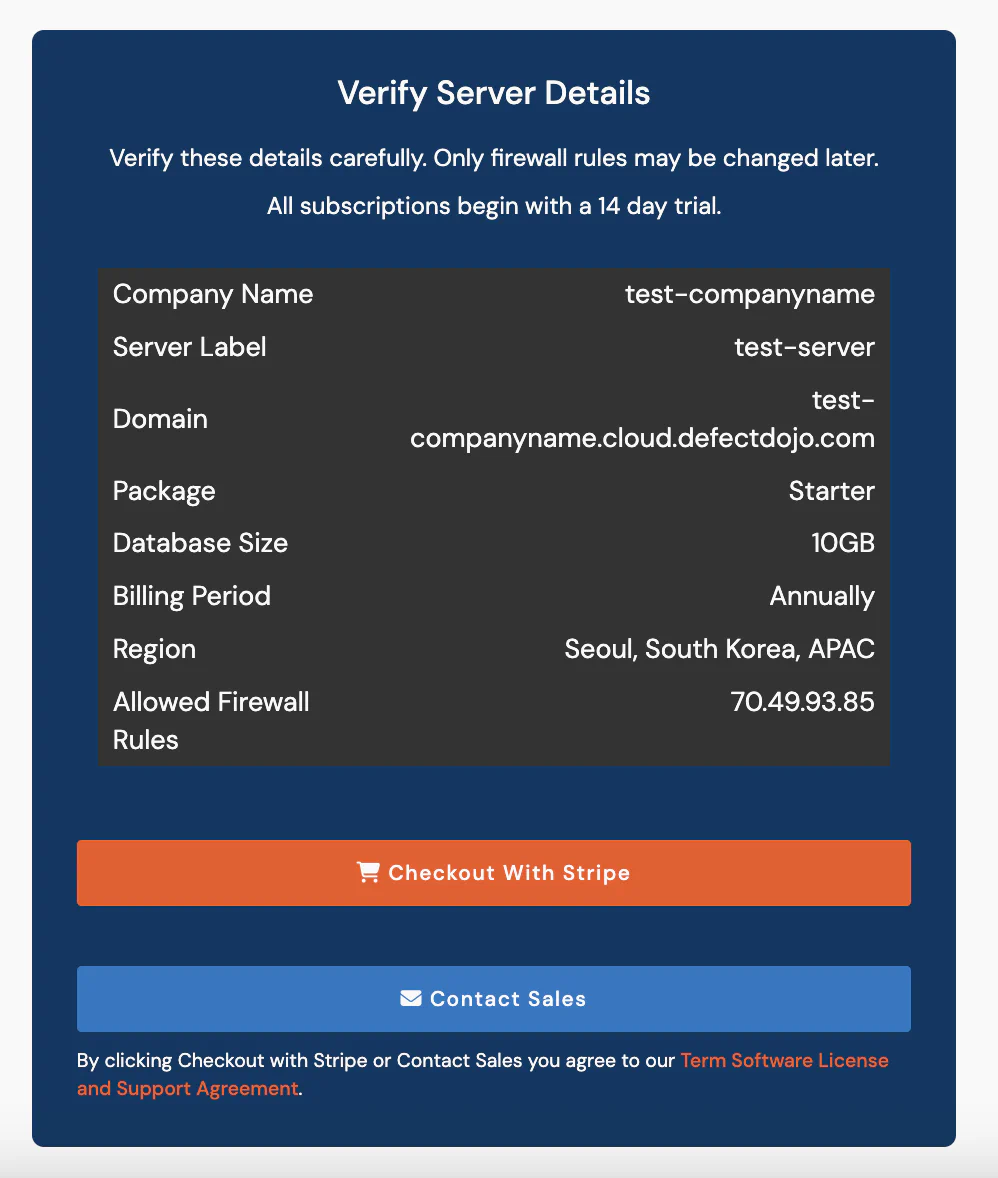 Verify Server Details
Verify these details carefully. Only firewall rules may be changed later.
All subscriptions begin with a 14 day trial.
Company Name test-companyname
Server Label test-server
Domain test-
companyname.cloud.defectdojo.com
Package Starter
Database Size 10GB
Billing Period Annually
Region Seoul, South Korea, APAC
Allowed Firewall 70.49.93.85
Rules
Checkout With Stripe
Contact Sales
By clicking Checkout with Stripe or Contact Sales you agree to our Term Software License
and Support Agreement.